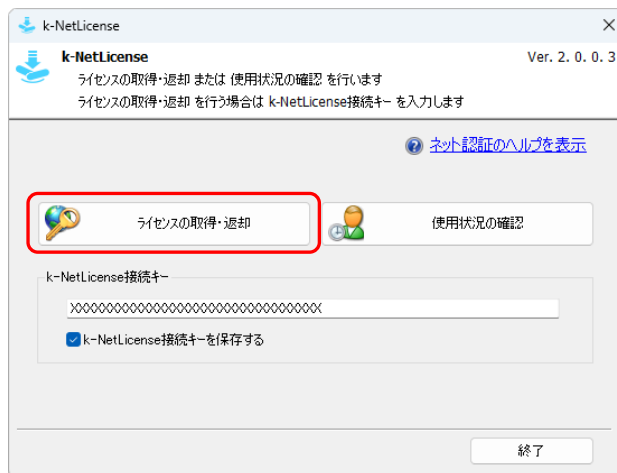 k-NetLicense
k-NetLicense
Ver. 2. 0. 0. 3
ライセンスの取得・返却 または 使用状況の確認 を行います
ライセンスの取得・返却 を行う場合は k-NetLicense接続キー を入力します
ネット認証のヘルプを表示
ライセンスの取得・返却
使用状況の確認
k-NetLicense接続キー
XXXXXXXXXXXXXXXXXXXXXXXXXXXXXXXXXXX
k-NetLicense接続キーを保存する
終了